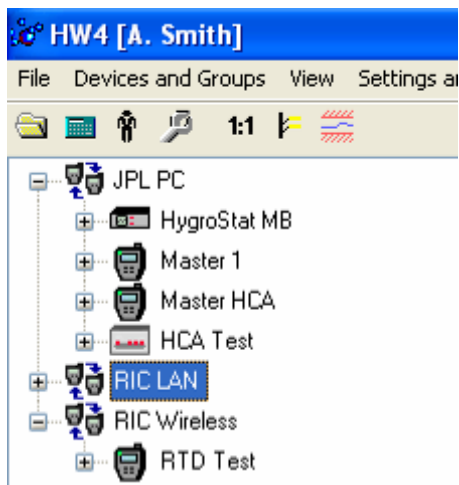 HW4 [A. Smith]
File Devices and Groups View Settings a
1:1
JPL PC
HygroStat MB
Master 1
Master HCA
HCA Test
RIC LAN
RIC Wireless
RTD Test